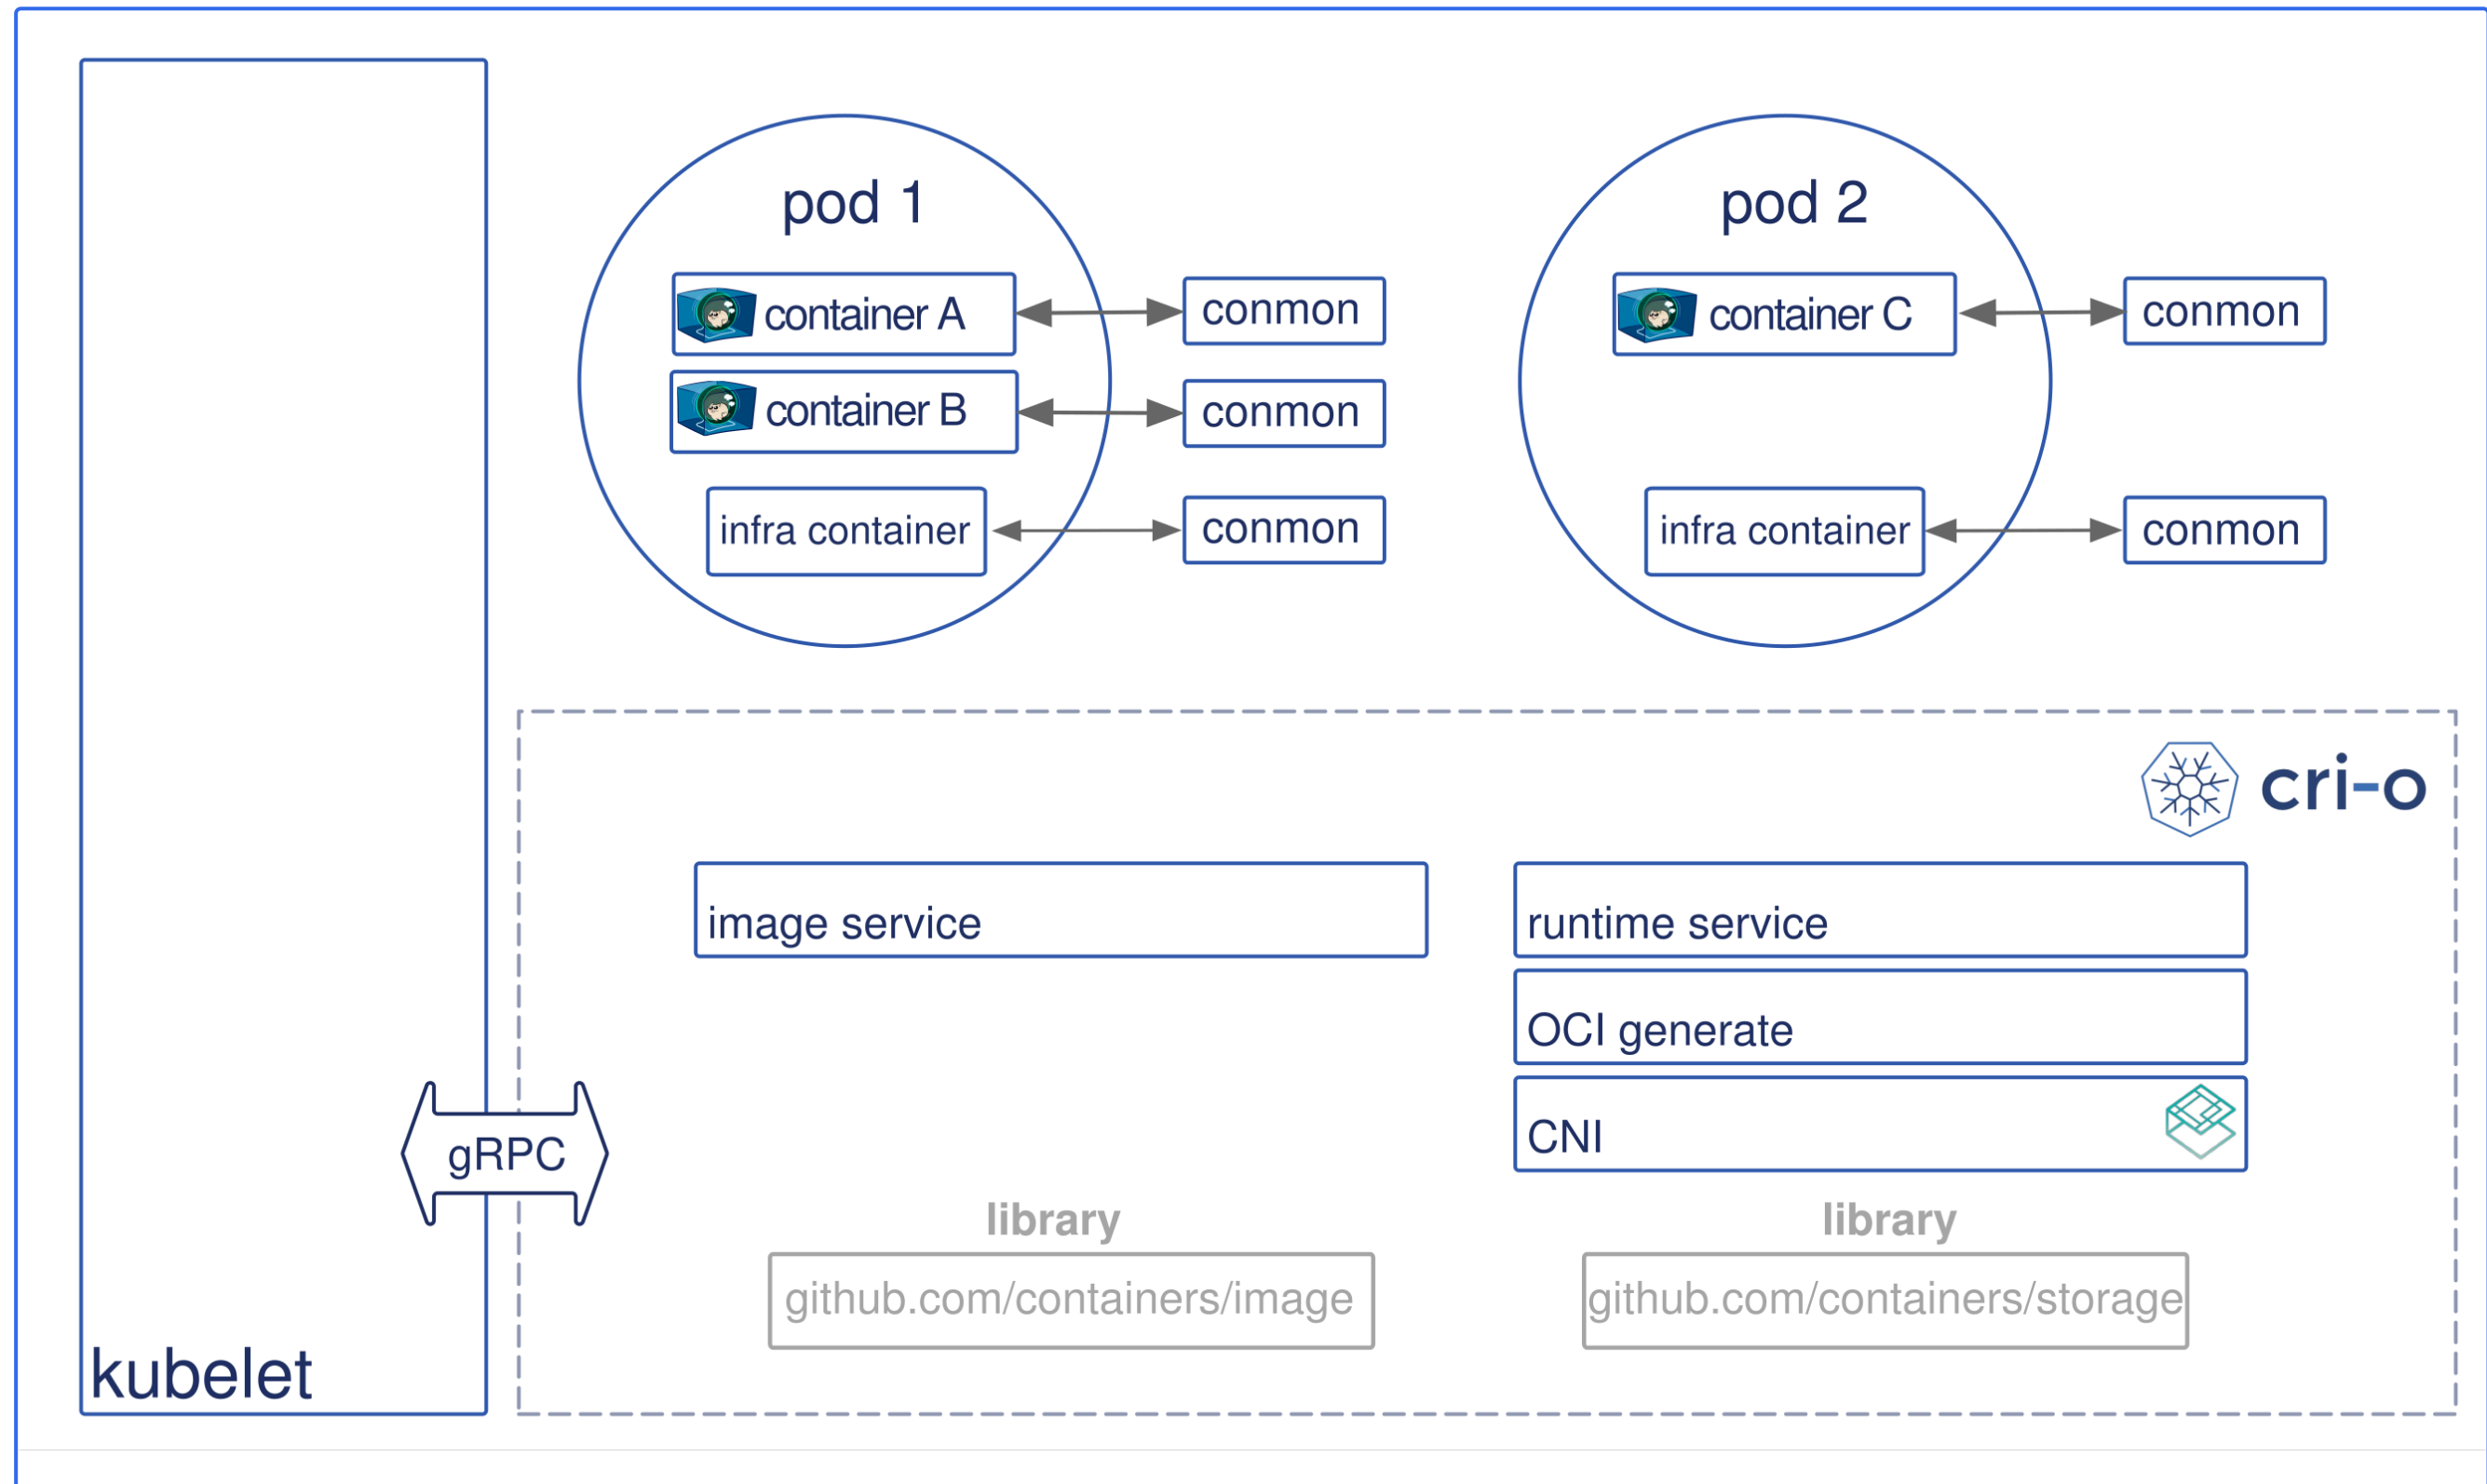 pod 1
container A
conmon
container B
conmon
infra container
conmon
pod 2
container C
conmon
infra container
conmon
cri-o
image service
runtime service
OCI generate
CNI
gRPC
library
github.com/containers/image
library
github.com/containers/storage
kubelet